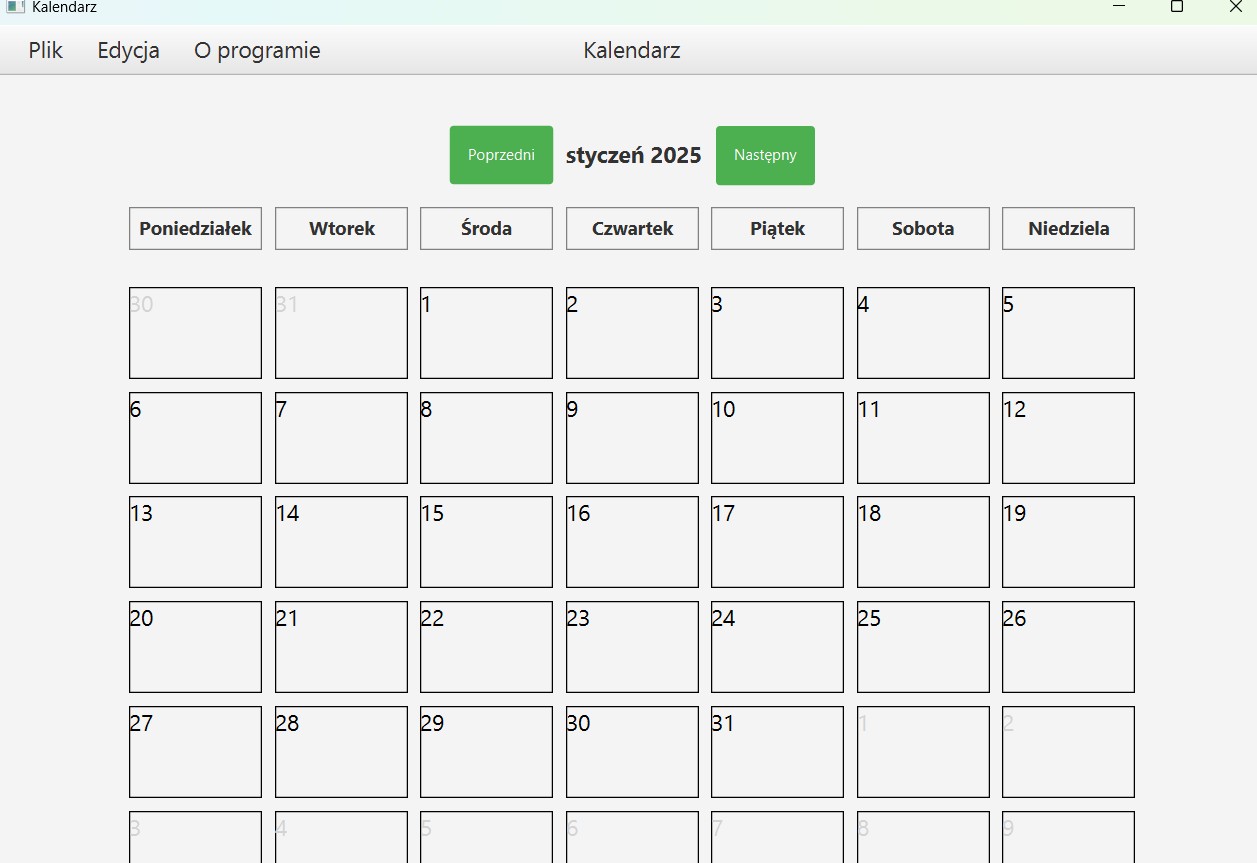 Kalendarz
Plik Edycja O programie Kalendarz
Poprzedni styczeń 2025 Następny
Poniedziałek Wtorek Środa Czwartek Piątek Sobota Niedziela
30 31 1 2 3 4 5
6 7 8 9 10 11 12
13 14 15 16 17 18 19
20 21 22 23 24 25 26
27 28 29 30 31 1 2
3 4 5 6 7 8 9